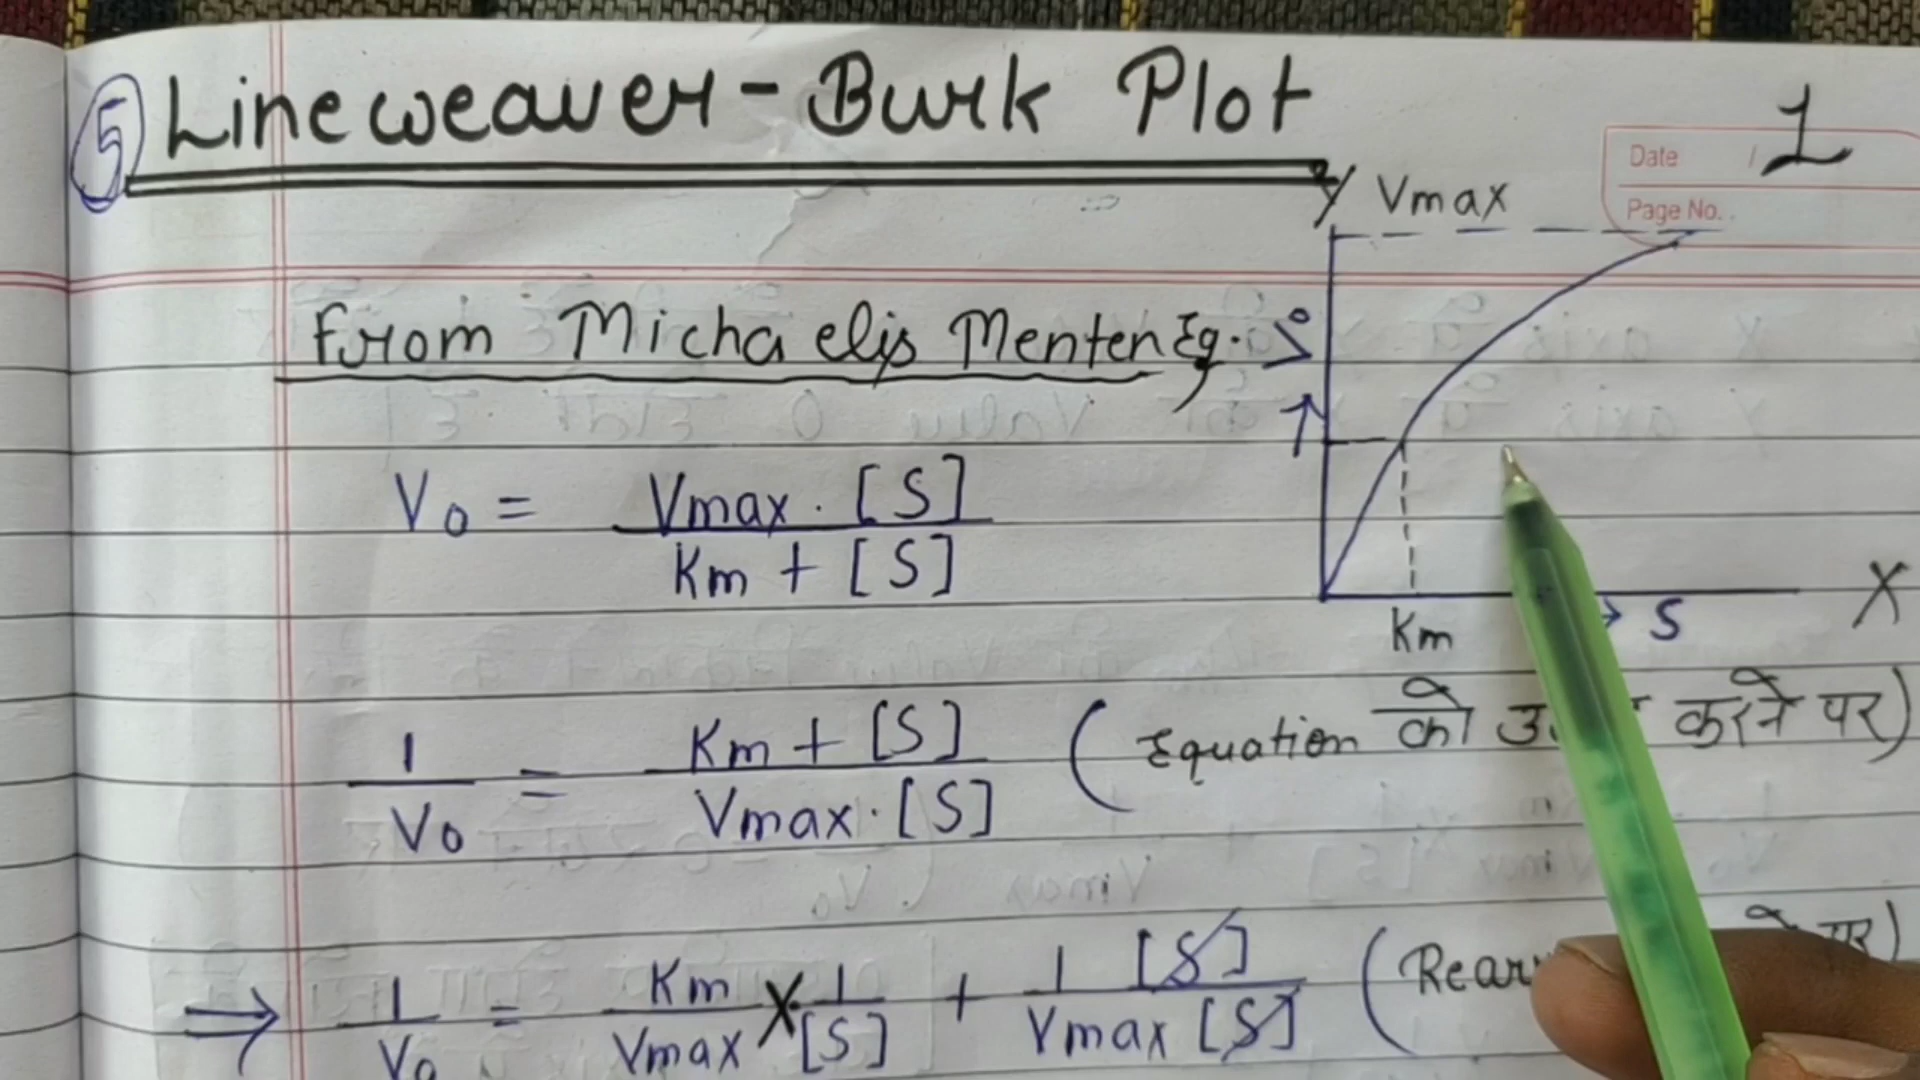 5 Lineweaver - Burk Plot
1
Date
Page No.
y Vmax
From Michaelis Menten Eq.
V0
V0 = Vmax . [S] / Km + [S]
Km → S X
1 / V0 = Km + [S] / Vmax . [S] ( Equation को करने पर )
⇒ 1 / V0 = Km / Vmax X 1 / [S] + 1 [S] / Vmax [S] (